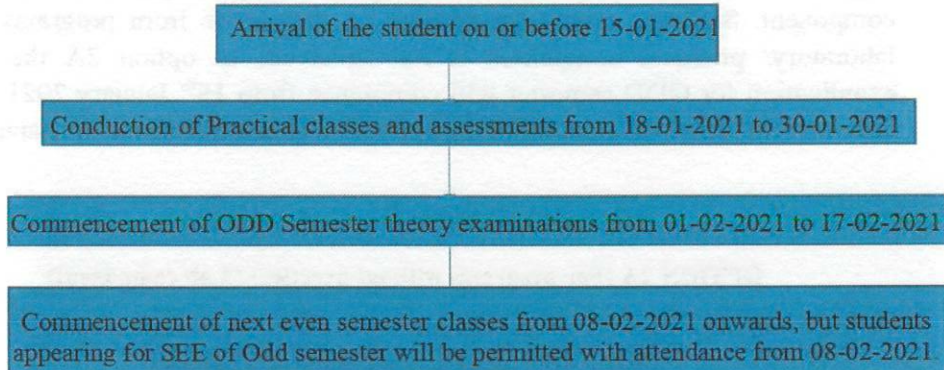 Arrival of the student on or before 15-01-2021
Conduction of Practical classes and assessments from 18-01-2021 to 30-01-2021
Commencement of ODD Semester theory examinations from 01-02-2021 to 17-02-2021
Commencement of next even semester classes from 08-02-2021 onwards, but students
appearing for SEE of Odd semester will be permitted with attendance from 08-02-2021.